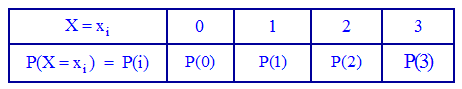 X = xᵢ 0 1 2 3
P(X = xᵢ) = P(i) P(0) P(1) P(2) P(3)